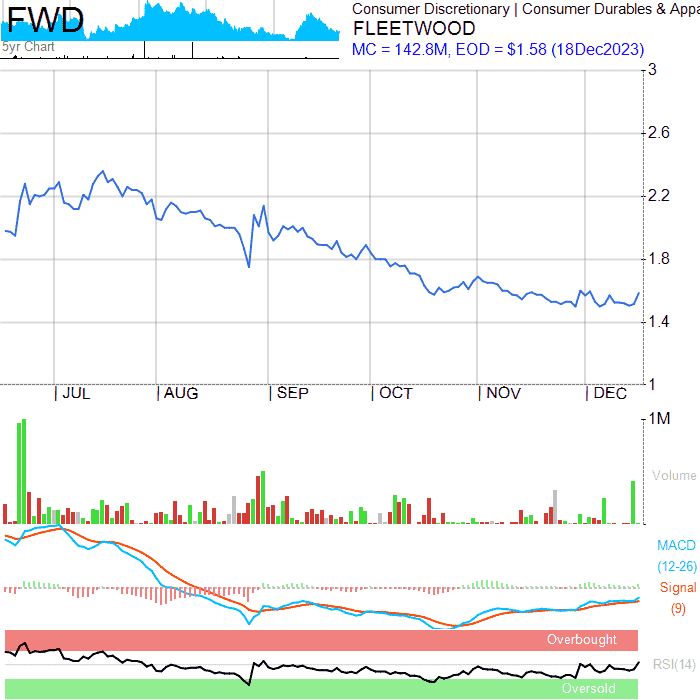 FWD
5yr Chart
Consumer Discretionary | Consumer Durables & Appa
FLEETWOOD
MC = 142.8M, EOD = $1.58 (18Dec2023)
3
2.6
2.2
1.8
1.4
1
JUL AUG SEP OCT NOV DEC
1M
Volume
MACD
(12-26)
Signal
(9)
Overbought
RSI(14)
Oversold